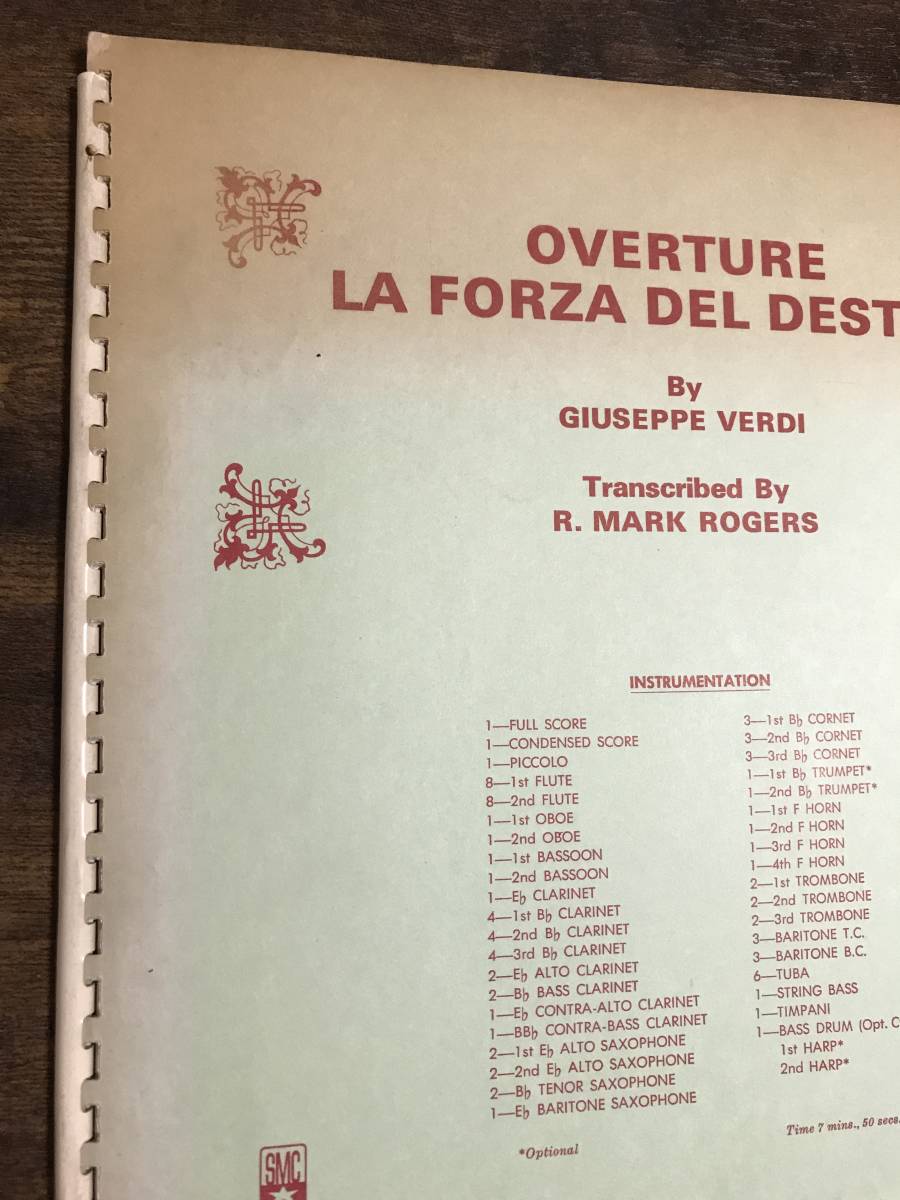 OVERTURE
LA FORZA DEL DEST
By
GIUSEPPE VERDI
Transcribed By
R. MARK ROGERS
INSTRUMENTATION
1—FULL SCORE
1—CONDENSED SCORE
1—PICCOLO
8—1st FLUTE
8—2nd FLUTE
1—1st OBOE
1—2nd OBOE
1—1st BASSOON
1—2nd BASSOON
1—E♭ CLARINET
4—1st B♭ CLARINET
4—2nd B♭ CLARINET
4—3rd B♭ CLARINET
2—E♭ ALTO CLARINET
2—B♭ BASS CLARINET
1—E♭ CONTRA-ALTO CLARINET
1—BB♭ CONTRA-BASS CLARINET
2—1st E♭ ALTO SAXOPHONE
2—2nd E♭ ALTO SAXOPHONE
2—B♭ TENOR SAXOPHONE
1—E♭ BARITONE SAXOPHONE
3—1st B♭ CORNET
3—2nd B♭ CORNET
3—3rd B♭ CORNET
1—1st B♭ TRUMPET*
1—2nd B♭ TRUMPET*
1—1st F HORN
1—2nd F HORN
1—3rd F HORN
1—4th F HORN
2—1st TROMBONE
2—2nd TROMBONE
2—3rd TROMBONE
3—BARITONE T.C.
3—BARITONE B.C.
6—TUBA
1—STRING BASS
1—TIMPANI
1—BASS DRUM (Opt. C
1st HARP*
2nd HARP*
*Optional
Time 7 mins., 50 secs.
SMC